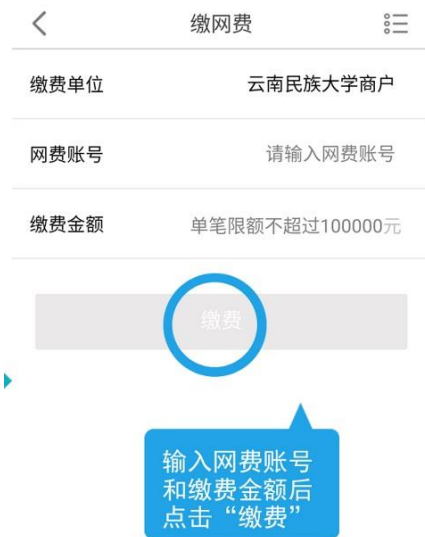 缴网费
缴费单位 云南民族大学商户
网费账号 请输入网费账号
缴费金额 单笔限额不超过100000元
缴费
输入网费账号
和缴费金额后
点击“缴费”